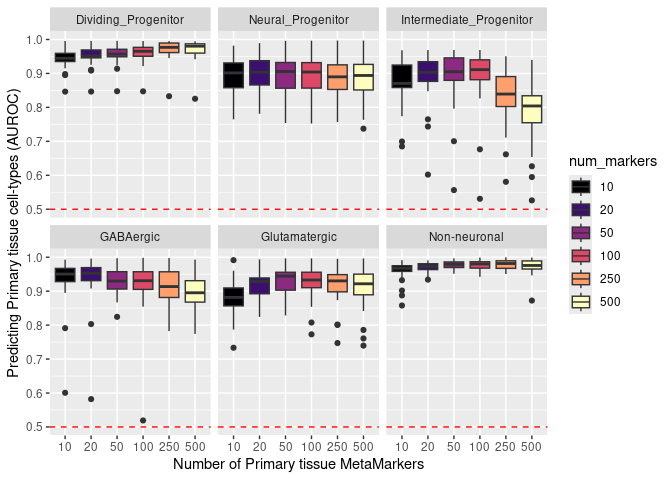 Dividing_Progenitor
Neural_Progenitor
Intermediate_Progenitor
1.0
0.9
0.8
0.7
0.6
0.5
GABAergic
Glutamatergic
Non-neuronal
1.0
0.9
0.8
0.7
0.6
0.5
10 20 50 100 250 500
10 20 50 100 250 500
10 20 50 100 250 500
Number of Primary tissue MetaMarkers
Predicting Primary tissue cell-types (AUROC)
num_markers
10
20
50
100
250
500